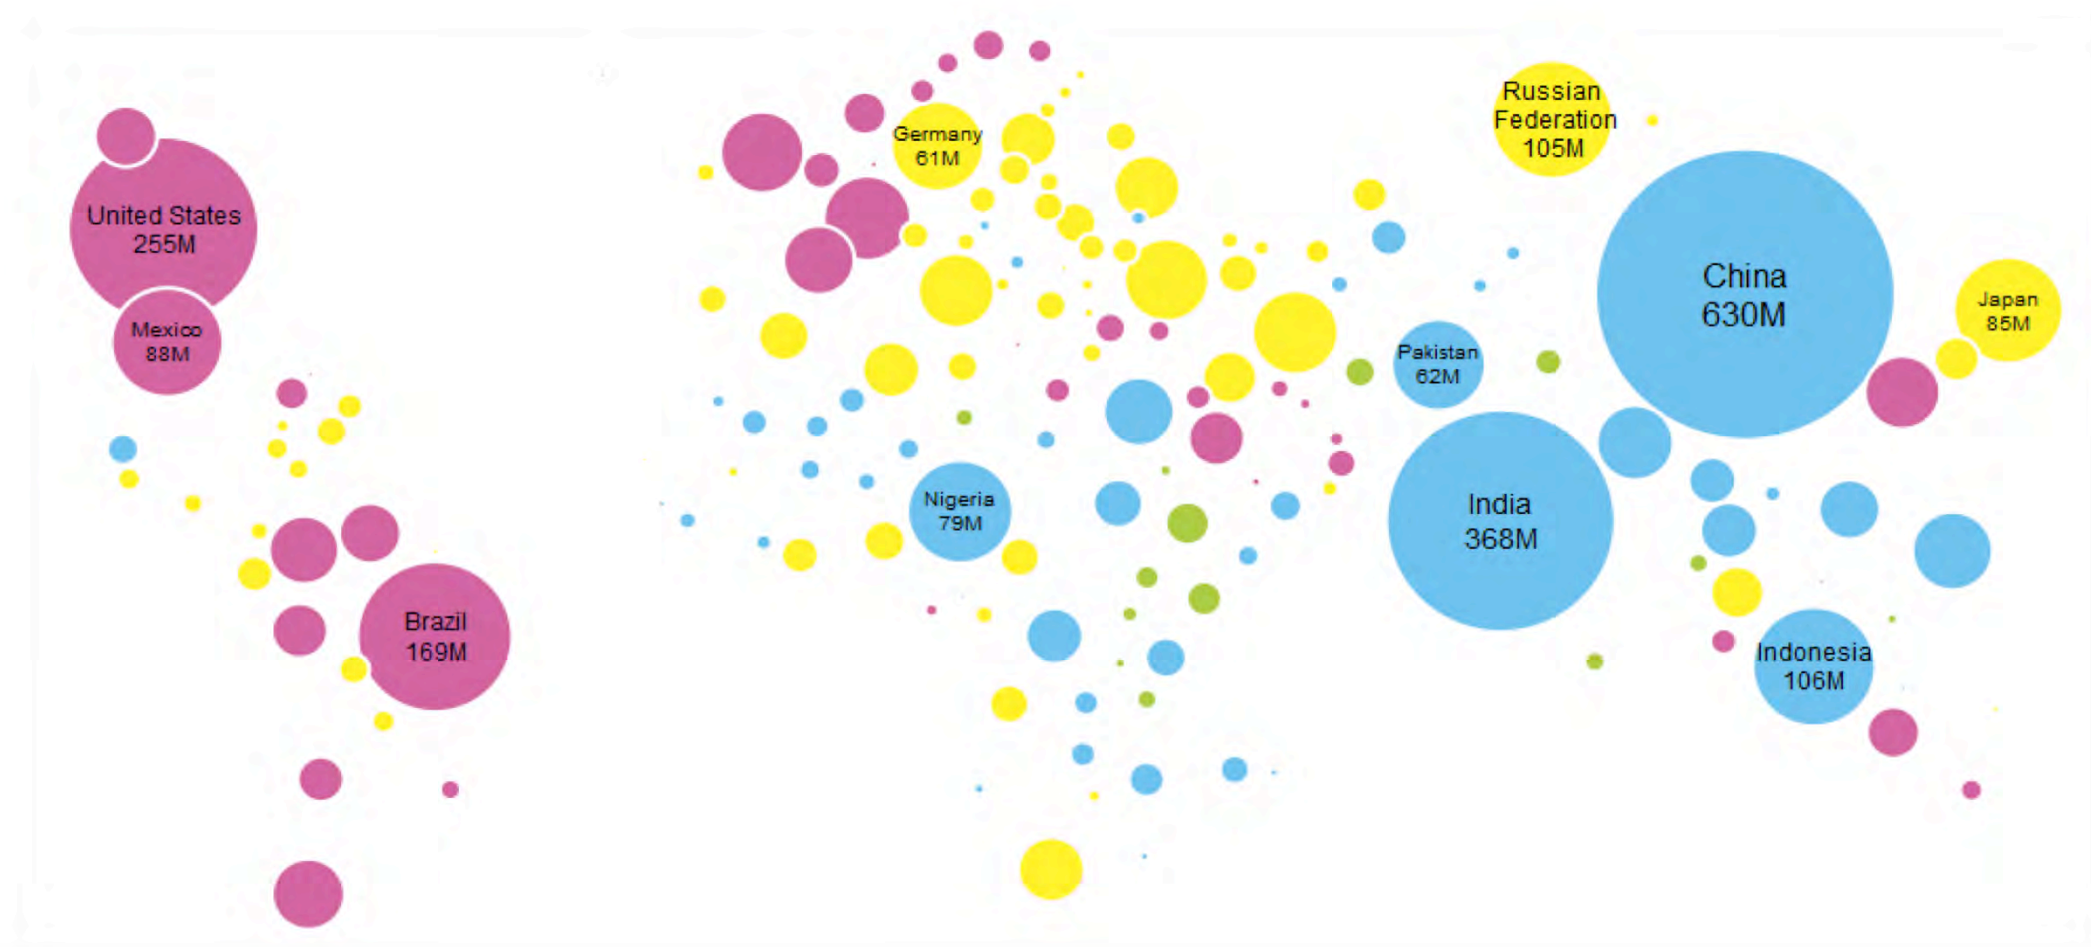 Russian
Federation
105M
Germany
61M
United States
255M
China
630M
Japan
85M
Mexico
88M
Pakistan
62M
Nigeria
79M
India
368M
Brazil
169M
Indonesia
106M